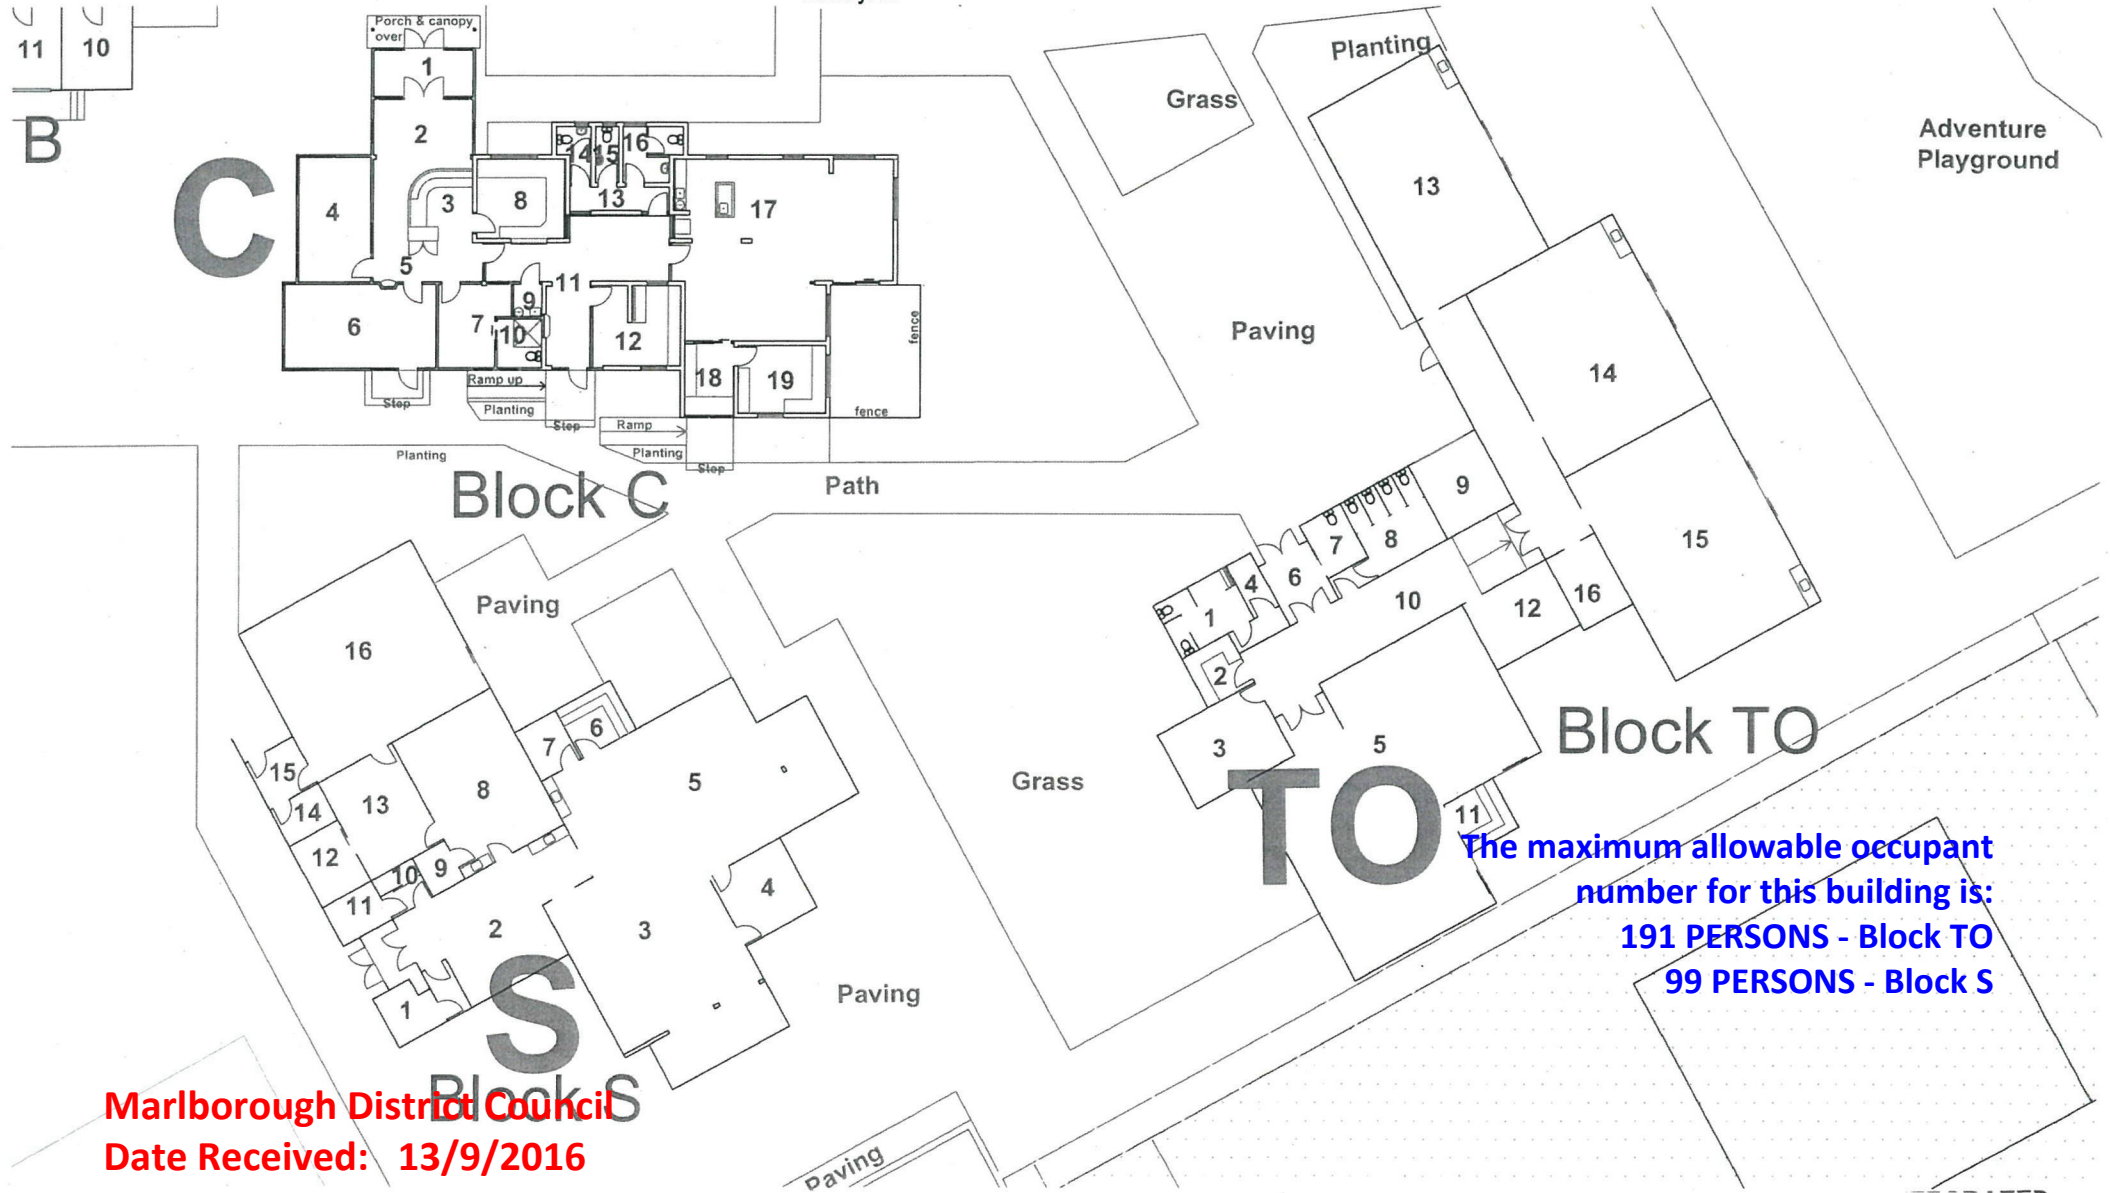 11
10
B
Porch & canopy
over
1
2
C
4
3
8
14
15
16
13
17
5
11
9
6
7
10
12
18
19
fence
fence
Ramp up
Planting
Step
Step
Ramp
Planting
Step
Planting
Block C
Path
Planting
Grass
Adventure
Playground
Paving
13
14
15
9
8
7
6
4
1
2
3
10
12
16
5
11
Block TO
TO
Grass
Paving
16
15
14
13
12
11
10
9
8
7
6
5
4
3
2
1
S
Block S
Paving
Paving
The maximum allowable occupant
number for this building is:
191 PERSONS - Block TO
99 PERSONS - Block S
Marlborough District Council
Date Received: 13/9/2016